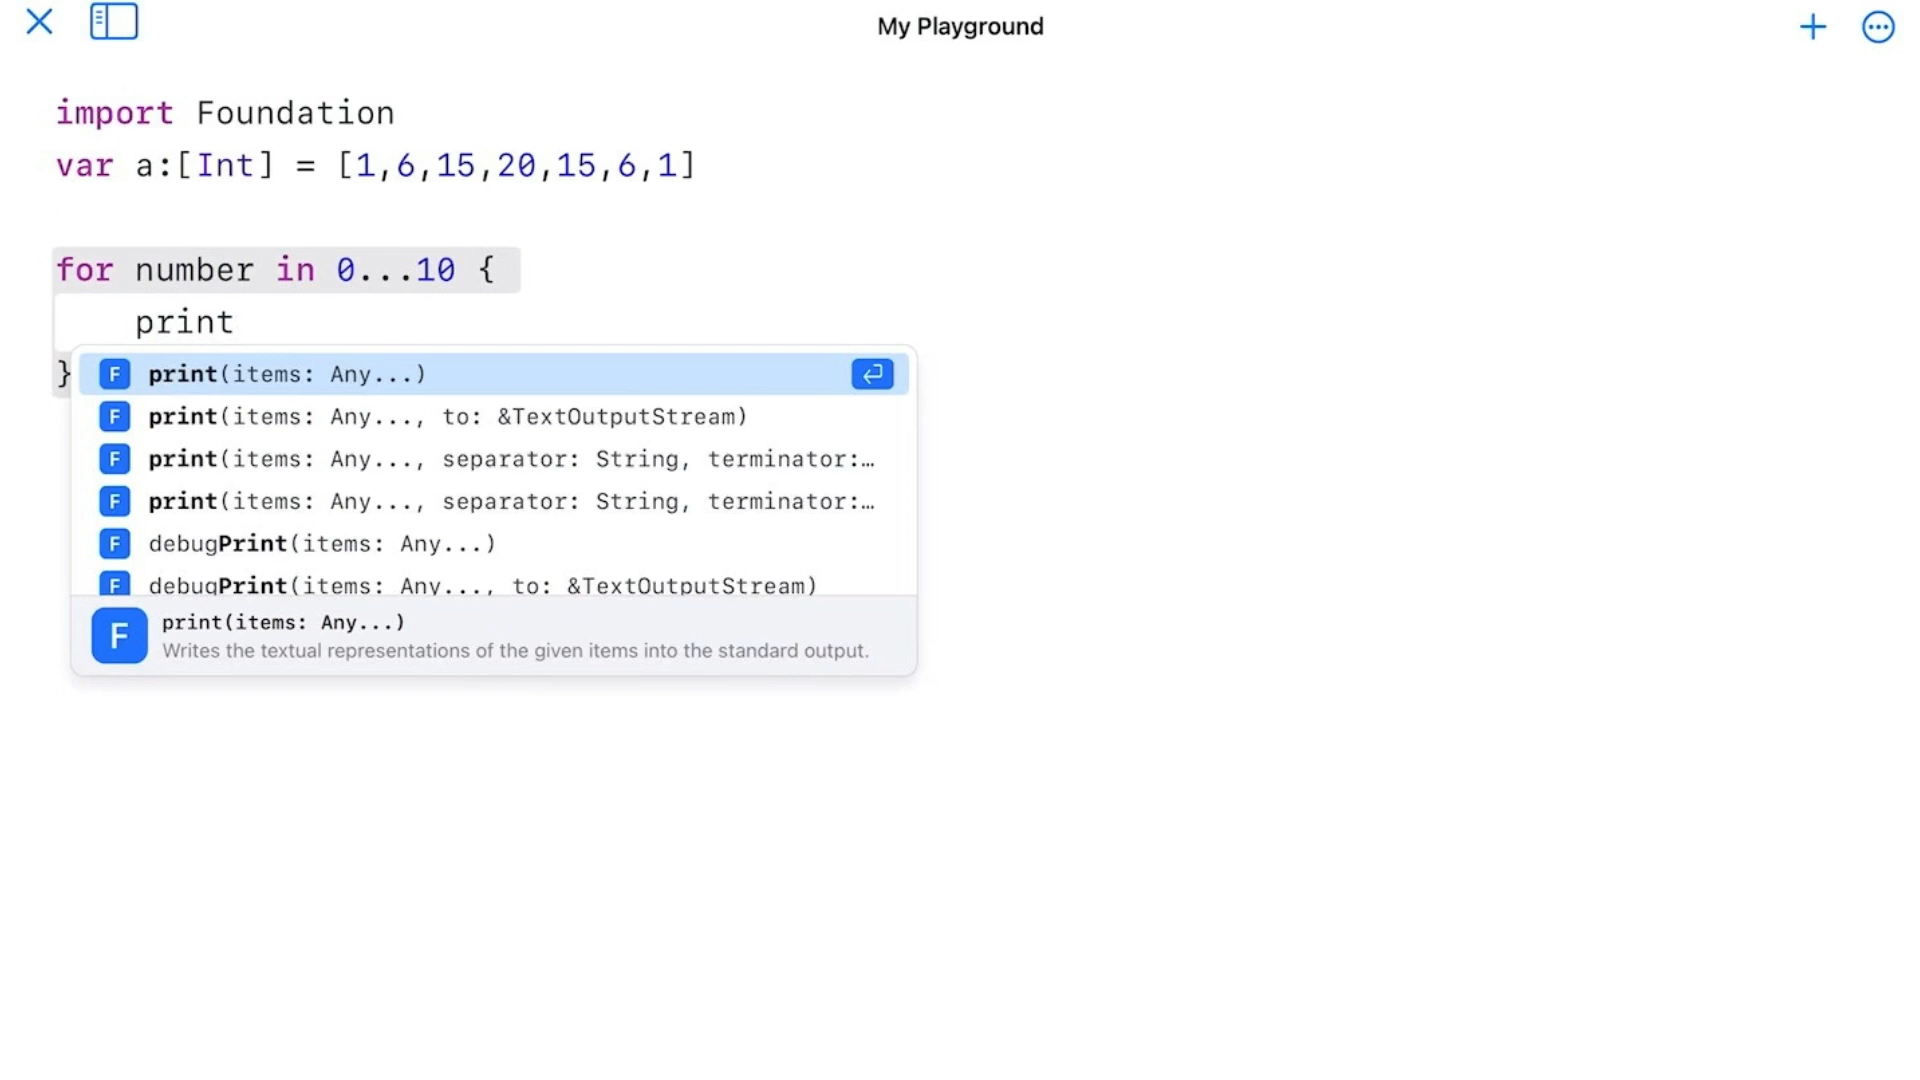 My Playground
import Foundation
var a:[Int] = [1,6,15,20,15,6,1]
for number in 0...10 {
    print
}
F print(items: Any...)
F print(items: Any..., to: &TextOutputStream)
F print(items: Any..., separator: String, terminator:…
F print(items: Any..., separator: String, terminator:…
F debugPrint(items: Any...)
F debugPrint(items: Any..., to: &TextOutputStream)
F print(items: Any...)
Writes the textual representations of the given items into the standard output.